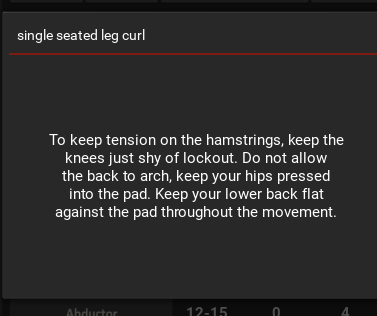 single seated leg curl
To keep tension on the hamstrings, keep the
knees just shy of lockout. Do not allow
the back to arch, keep your hips pressed
into the pad. Keep your lower back flat
against the pad throughout the movement.
Abductor 12-15 0 4